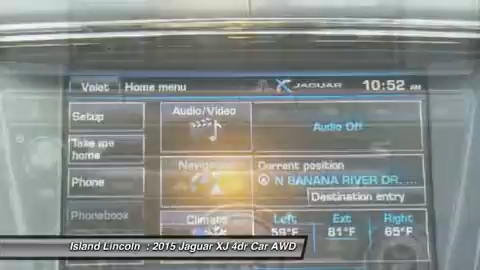 Valet Home menu JAGUAR 10:52 AM
Setup
Audio/Video
Audio Off
Take me
home
Navigation
Current position
N BANANA RIVER DR. ...
Phone
Destination entry
Phonebook
Climate
Left Ext Right
59°F 81°F 65°F
Island Lincoln : 2015 Jaguar XJ 4dr Car AWD